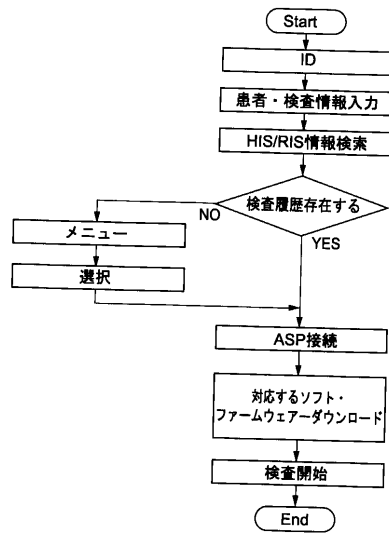 Start
ID
患者・検査情報入力
HIS/RIS情報検索
検査履歴存在する
NO
YES
メニュー
選択
ASP接続
対応するソフト・
ファームウェアーダウンロード
検査開始
End